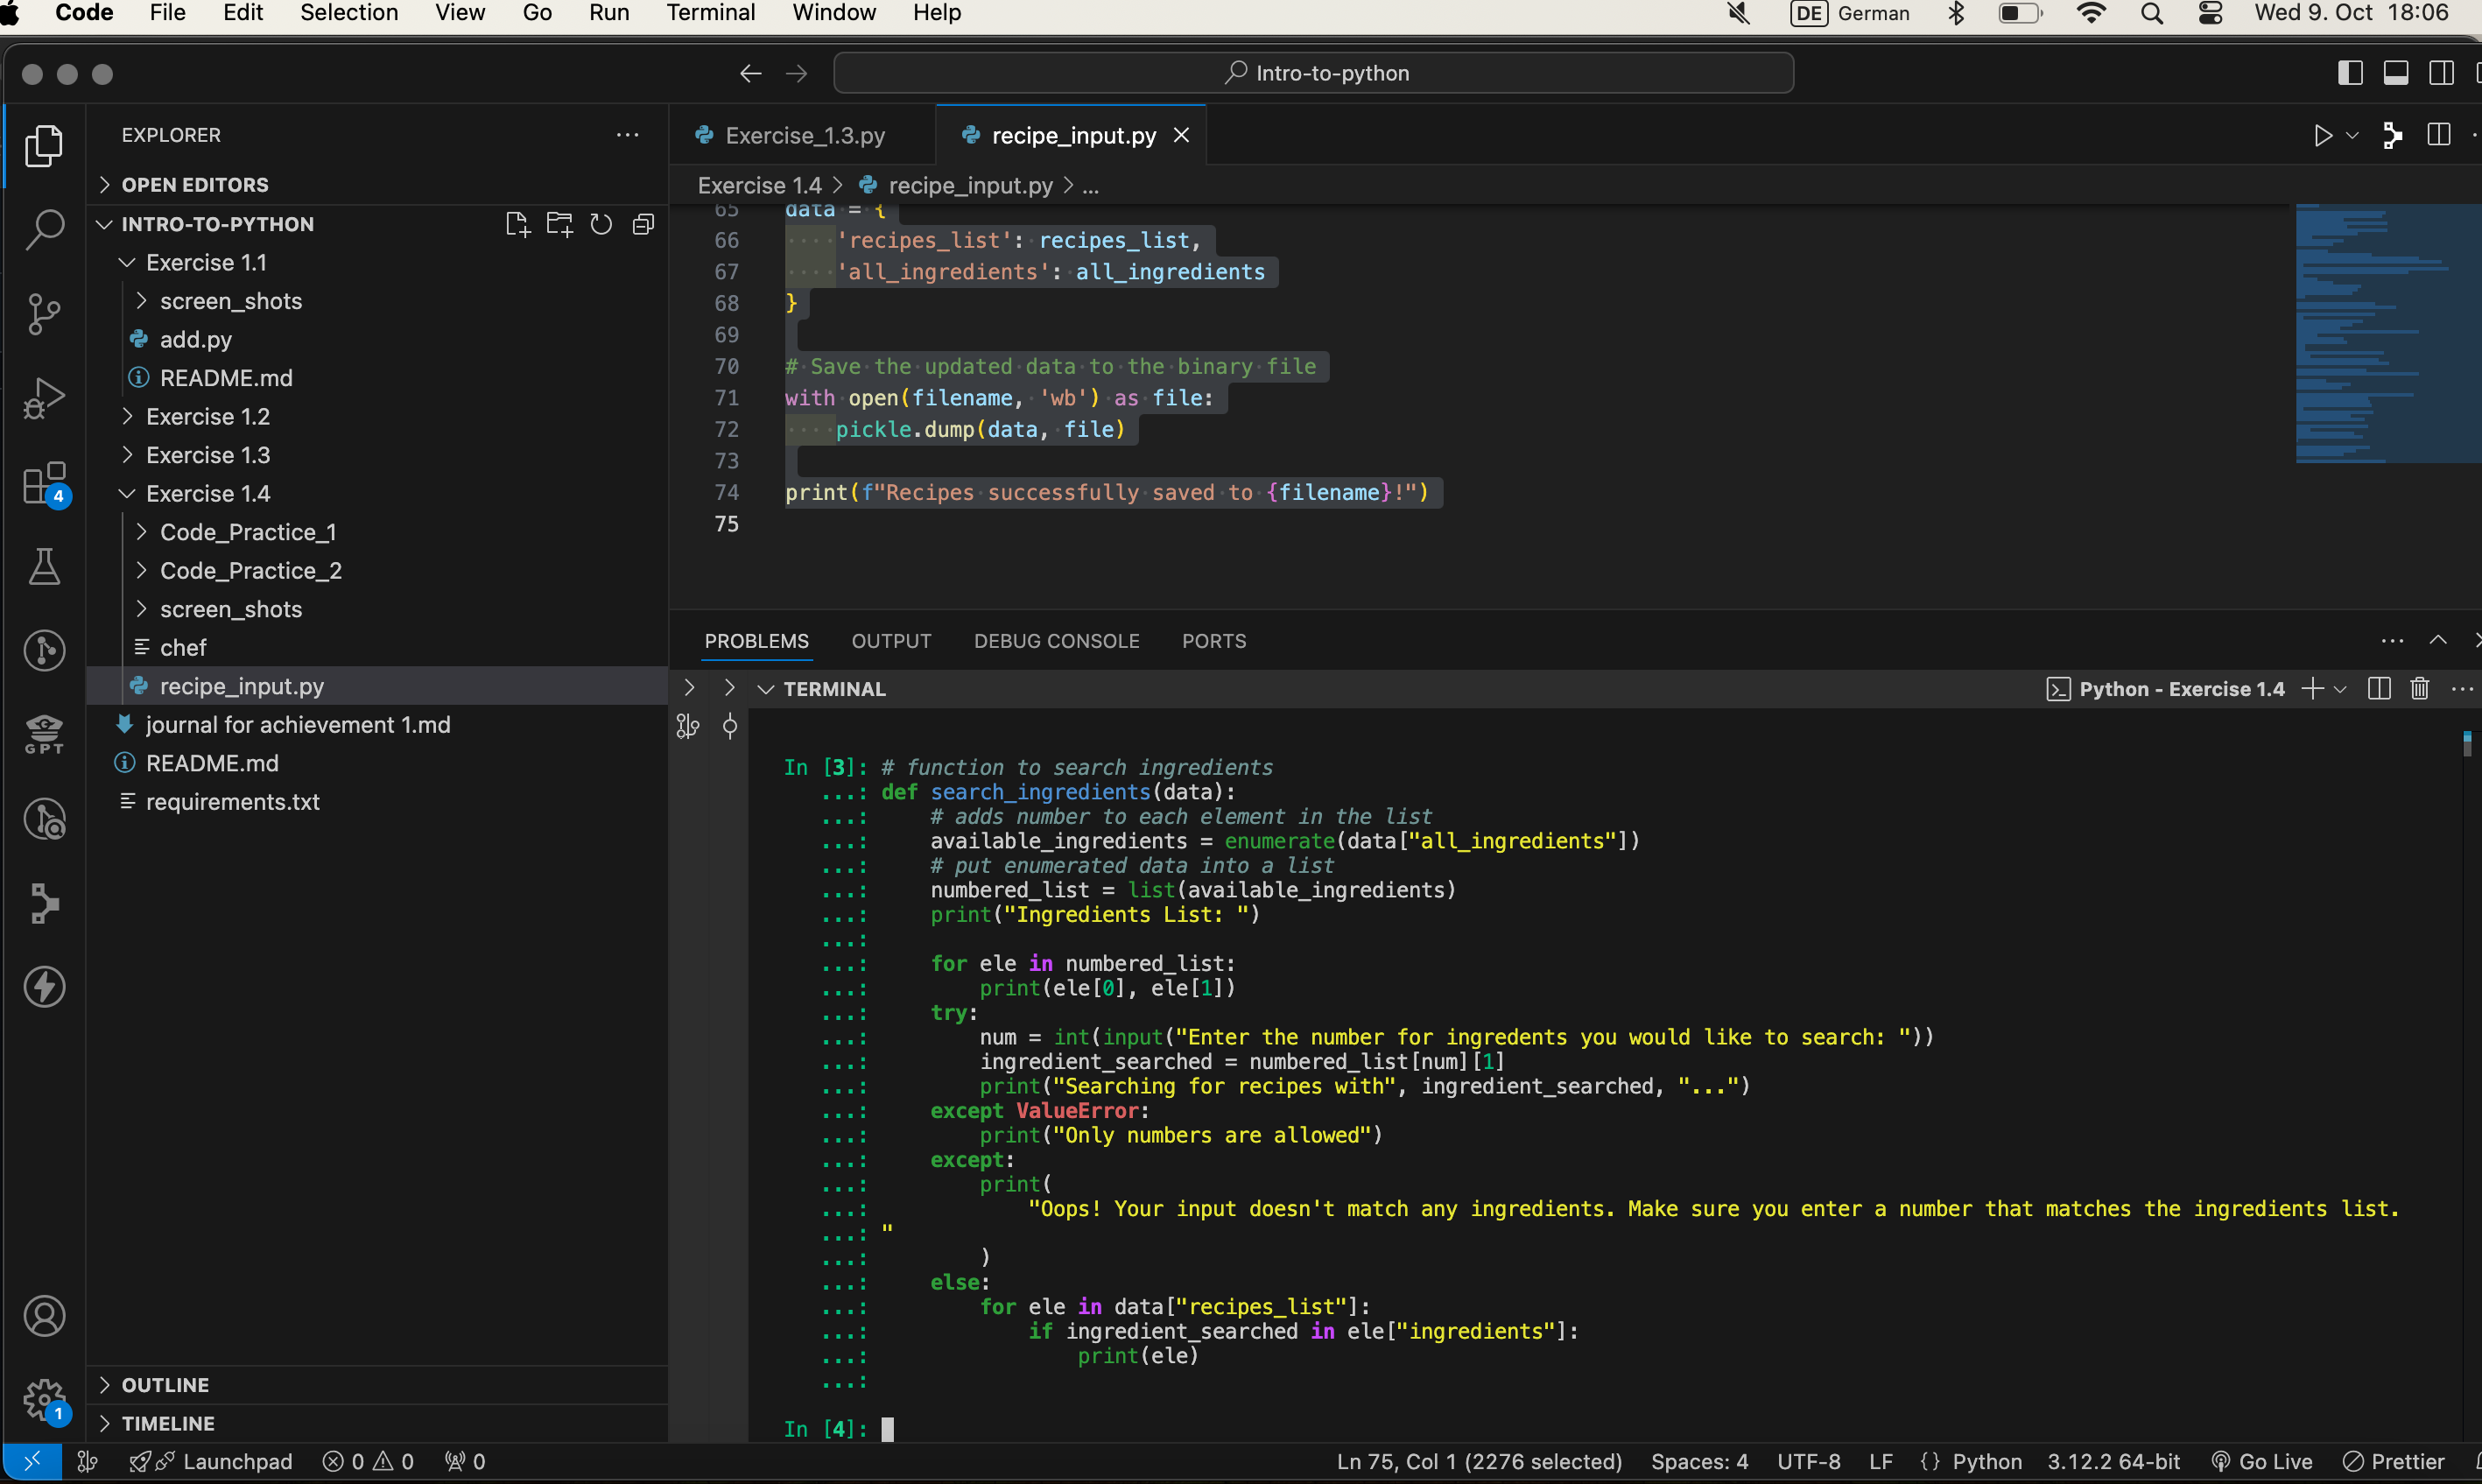 Code File Edit Selection View Go Run Terminal Window Help DE German Wed 9. Oct 18:06
Intro-to-python
EXPLORER
OPEN EDITORS
INTRO-TO-PYTHON
Exercise 1.1
screen_shots
add.py
README.md
Exercise 1.2
Exercise 1.3
Exercise 1.4
Code_Practice_1
Code_Practice_2
screen_shots
chef
recipe_input.py
journal for achievement 1.md
README.md
requirements.txt
OUTLINE
TIMELINE
4
GPT
1
Exercise_1.3.py recipe_input.py
Exercise 1.4 > recipe_input.py > ...
65 data = {
66 'recipes_list': recipes_list,
67 'all_ingredients': all_ingredients
68 }
69
70 # Save the updated data to the binary file
71 with open(filename, 'wb') as file:
72 pickle.dump(data, file)
73
74 print(f"Recipes successfully saved to {filename}!")
75
PROBLEMS OUTPUT DEBUG CONSOLE PORTS
TERMINAL Python - Exercise 1.4
In [3]: # function to search ingredients
...: def search_ingredients(data):
...: # adds number to each element in the list
...: available_ingredients = enumerate(data["all_ingredients"])
...: # put enumerated data into a list
...: numbered_list = list(available_ingredients)
...: print("Ingredients List: ")
...:
...: for ele in numbered_list:
...: print(ele[0], ele[1])
...: try:
...: num = int(input("Enter the number for ingredents you would like to search: "))
...: ingredient_searched = numbered_list[num][1]
...: print("Searching for recipes with", ingredient_searched, "...")
...: except ValueError:
...: print("Only numbers are allowed")
...: except:
...: print(
...: "Oops! Your input doesn't match any ingredients. Make sure you enter a number that matches the ingredients list.
...: "
...: )
...: else:
...: for ele in data["recipes_list"]:
...: if ingredient_searched in ele["ingredients"]:
...: print(ele)
...:
In [4]:
Launchpad 0 0 0 Ln 75, Col 1 (2276 selected) Spaces: 4 UTF-8 LF {} Python 3.12.2 64-bit Go Live Prettier